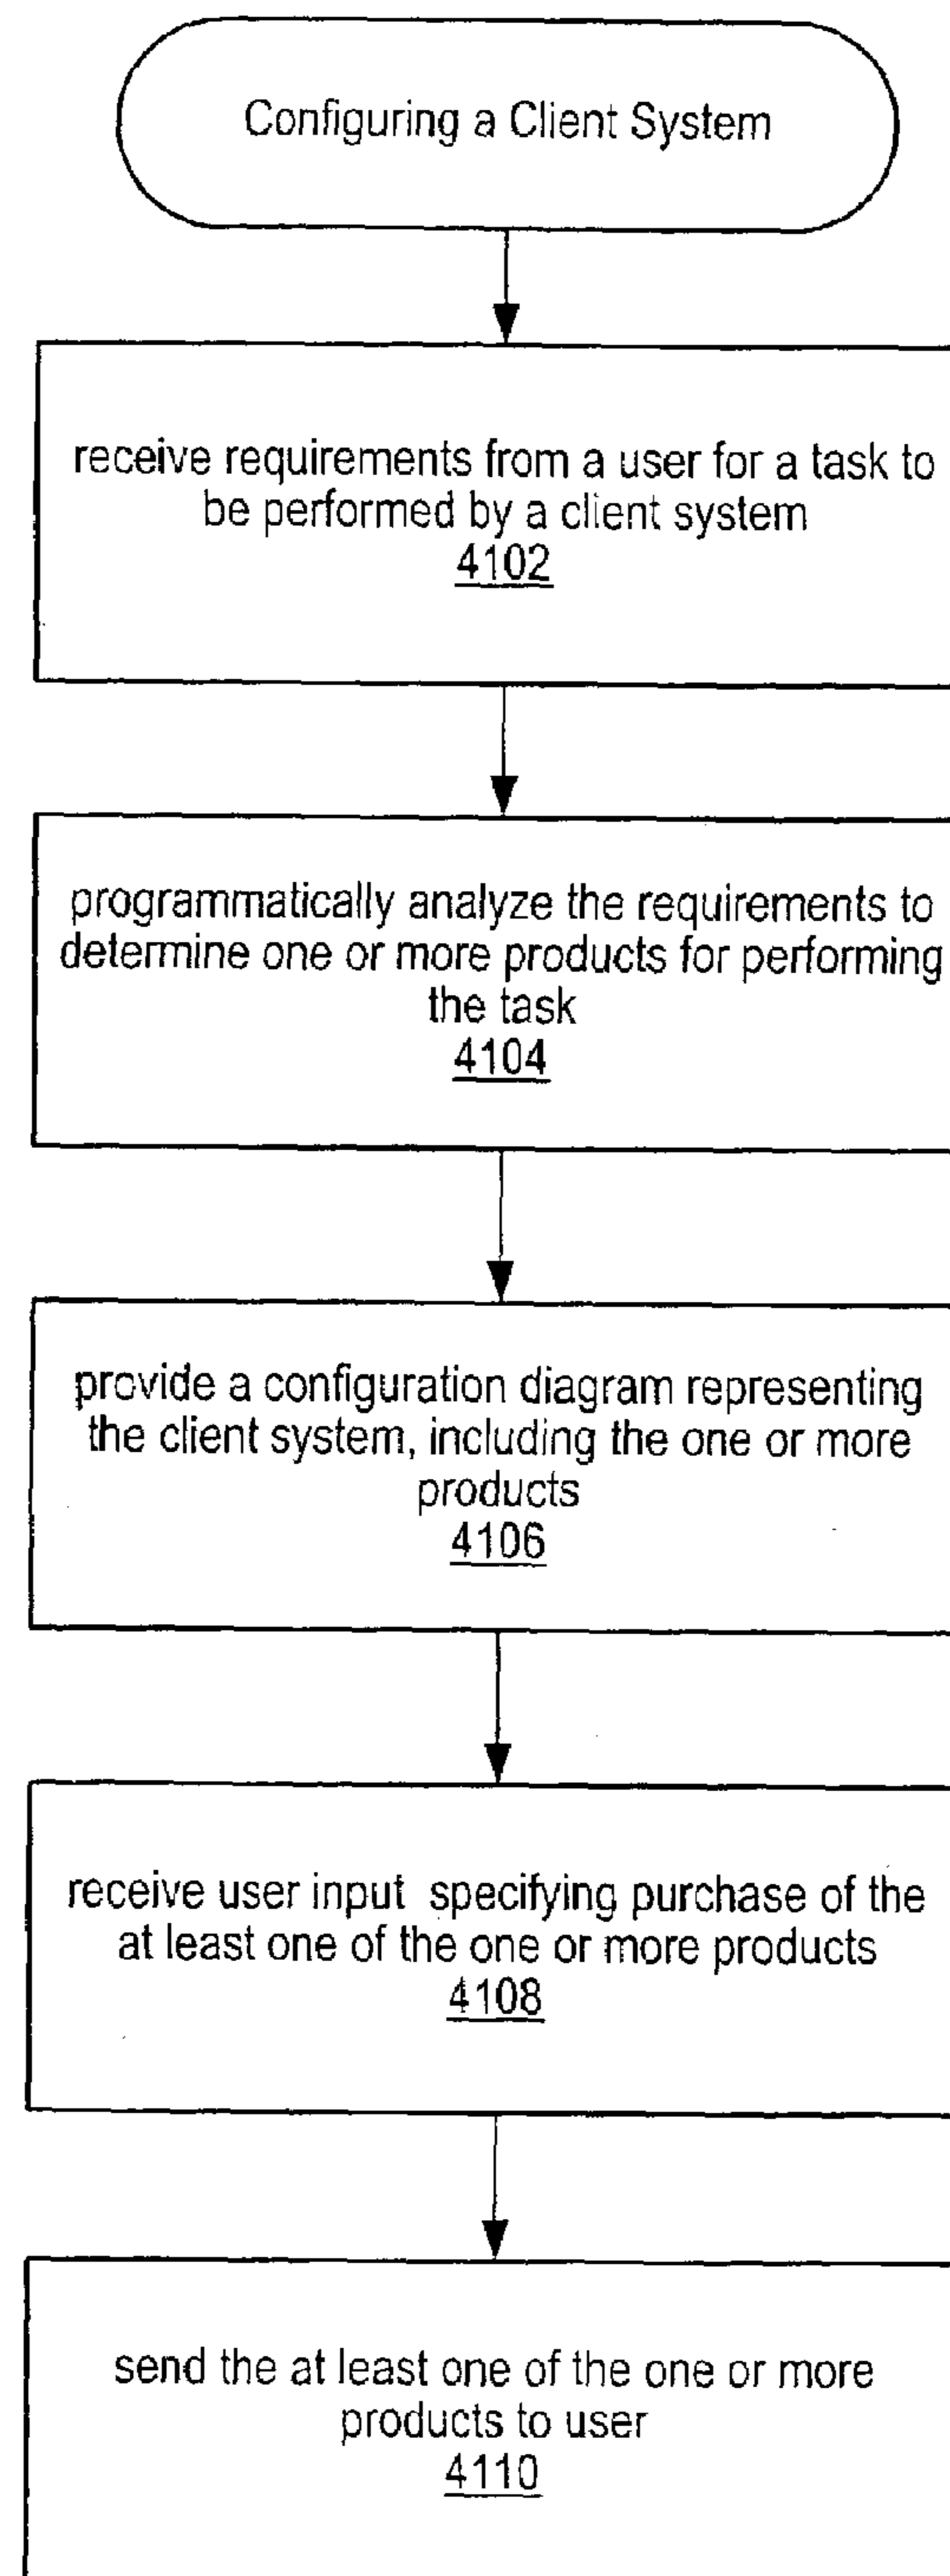 Configuring a Client System
receive requirements from a user for a task to
be performed by a client system
4102
programmatically analyze the requirements to
determine one or more products for performing
the task
4104
provide a configuration diagram representing
the client system, including the one or more
products
4106
receive user input specifying purchase of the
at least one of the one or more products
4108
send the at least one of the one or more
products to user
4110